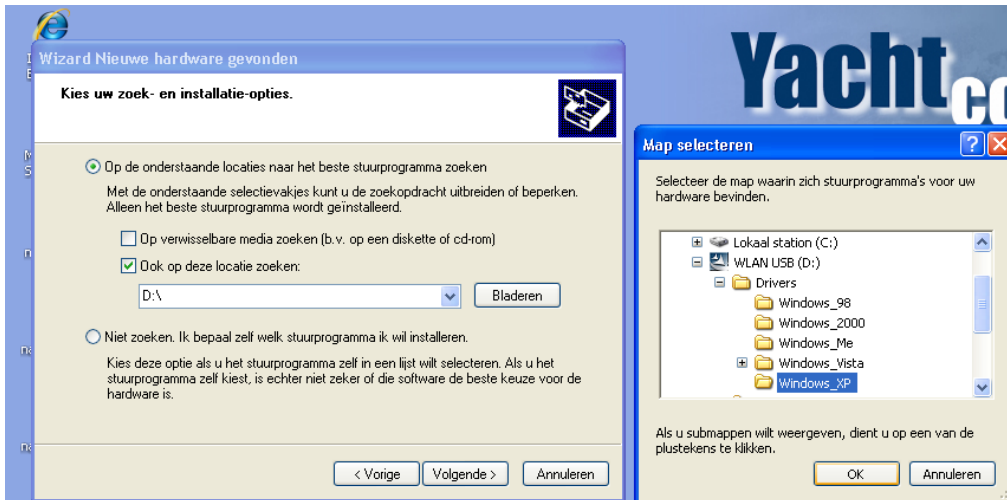 Wizard Nieuwe hardware gevonden
Kies uw zoek- en installatie-opties.
Op de onderstaande locaties naar het beste stuurprogramma zoeken
Met de onderstaande selectievakjes kunt u de zoekopdracht uitbreiden of beperken.
Alleen het beste stuurprogramma wordt geïnstalleerd.
Op verwisselbare media zoeken (b.v. op een diskette of cd-rom)
Ook op deze locatie zoeken:
D:\
Bladeren
Niet zoeken. Ik bepaal zelf welk stuurprogramma ik wil installeren.
Kies deze optie als u het stuurprogramma zelf in een lijst wilt selecteren. Als u het
stuurprogramma zelf kiest, is echter niet zeker of die software de beste keuze voor de
hardware is.
< Vorige
Volgende >
Annuleren
Yacht
Map selecteren
Selecteer de map waarin zich stuurprogramma's voor uw
hardware bevinden.
Lokaal station (C:)
WLAN USB (D:)
Drivers
Windows_98
Windows_2000
Windows_Me
Windows_Vista
Windows_XP
Als u submappen wilt weergeven, dient u op een van de
plustekens te klikken.
OK
Annuleren